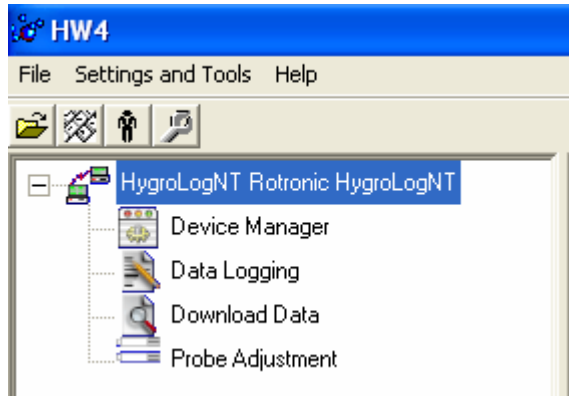 HW4
File Settings and Tools Help
HygroLogNT Rotronic HygroLogNT
Device Manager
Data Logging
Download Data
Probe Adjustment